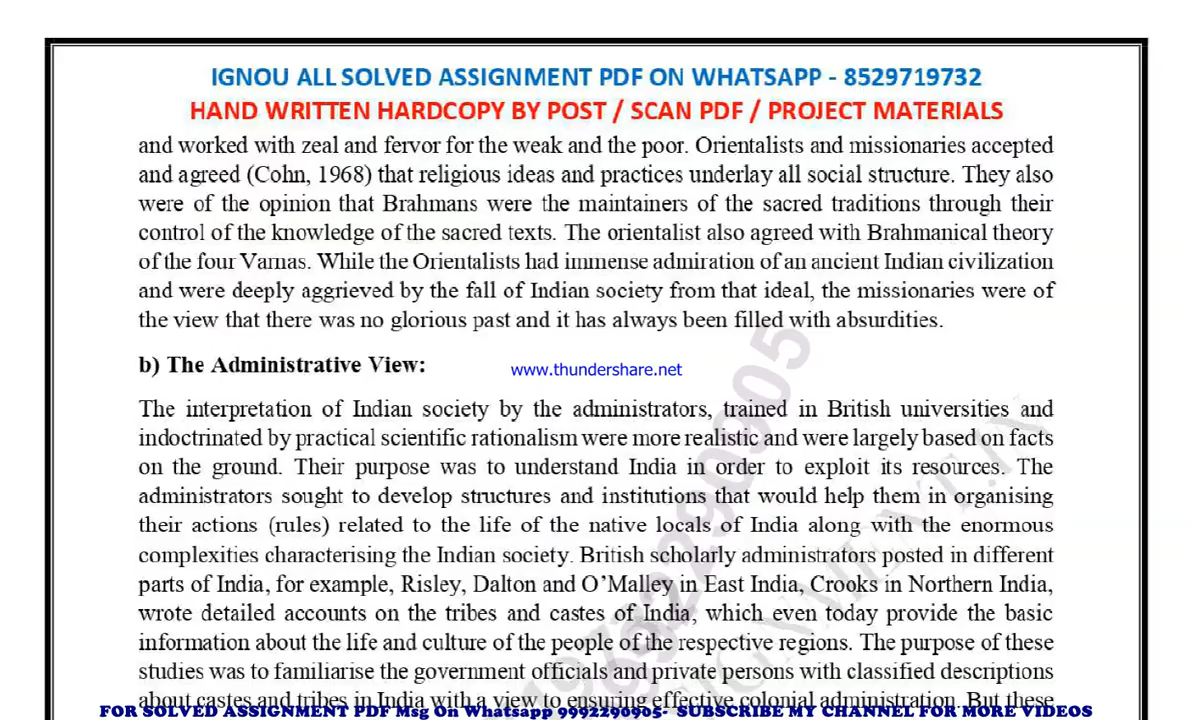 IGNOU ALL SOLVED ASSIGNMENT PDF ON WHATSAPP - 8529719732
HAND WRITTEN HARDCOPY BY POST / SCAN PDF / PROJECT MATERIALS
and worked with zeal and fervor for the weak and the poor. Orientalists and missionaries accepted
and agreed (Cohn, 1968) that religious ideas and practices underlay all social structure. They also
were of the opinion that Brahmans were the maintainers of the sacred traditions through their
control of the knowledge of the sacred texts. The orientalist also agreed with Brahmanical theory
of the four Varnas. While the Orientalists had immense admiration of an ancient Indian civilization
and were deeply aggrieved by the fall of Indian society from that ideal, the missionaries were of
the view that there was no glorious past and it has always been filled with absurdities.
b) The Administrative View:
www.thundershare.net
The interpretation of Indian society by the administrators, trained in British universities and
indoctrinated by practical scientific rationalism were more realistic and were largely based on facts
on the ground. Their purpose was to understand India in order to exploit its resources. The
administrators sought to develop structures and institutions that would help them in organising
their actions (rules) related to the life of the native locals of India along with the enormous
complexities characterising the Indian society. British scholarly administrators posted in different
parts of India, for example, Risley, Dalton and O'Malley in East India, Crooks in Northern India,
wrote detailed accounts on the tribes and castes of India, which even today provide the basic
information about the life and culture of the people of the respective regions. The purpose of these
studies was to familiarise the government officials and private persons with classified descriptions
about castes and tribes in India with a view to ensuring effective colonial administration. But these
FOR SOLVED ASSIGNMENT PDF Msg On Whatsapp 9992290905- SUBSCRIBE MY CHANNEL FOR MORE VIDEOS